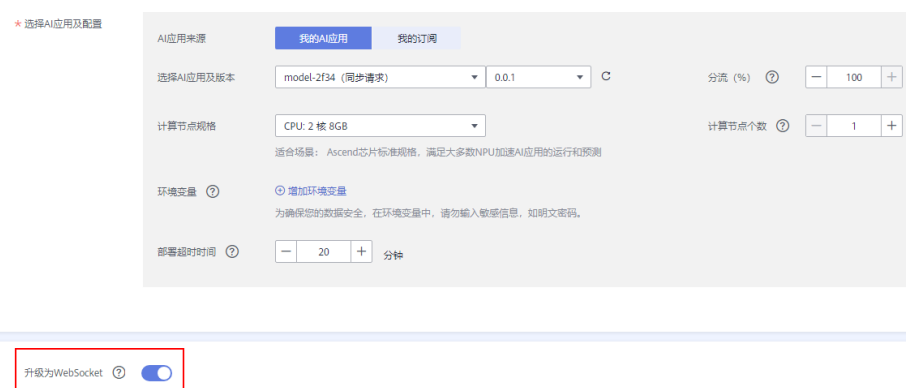 * 选择AI应用及配置
AI应用来源 我的AI应用 我的订阅
选择AI应用及版本 model-2f34（同步请求） 0.0.1 分流（%） ? — 100 +
计算节点规格 CPU: 2 核 8GB 计算节点个数 ? — 1 +
适合场景： Ascend芯片标准规格，满足大多数NPU加速AI应用的运行和预测
环境变量 ? ⊕ 增加环境变量
为确保您的数据安全，在环境变量中，请勿输入敏感信息，如明文密码。
部署超时时间 ? — 20 + 分钟
升级为WebSocket ?